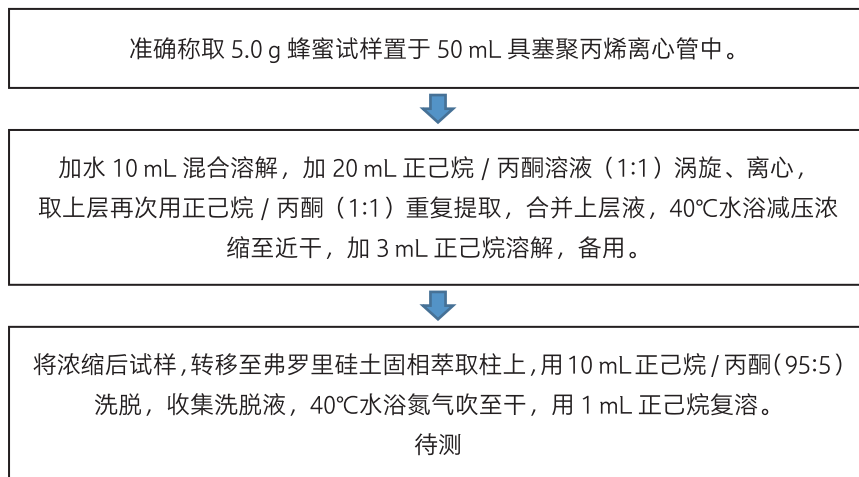 准确称取 5.0 g 蜂蜜试样置于 50 mL 具塞聚丙烯离心管中。
加水 10 mL 混合溶解，加 20 mL 正己烷 / 丙酮溶液（1:1）涡旋、离心，
取上层再次用正己烷 / 丙酮（1:1）重复提取，合并上层液，40℃水浴减压浓
缩至近干，加 3 mL 正己烷溶解，备用。
将浓缩后试样，转移至弗罗里硅土固相萃取柱上，用 10 mL 正己烷 / 丙酮（95:5）
洗脱，收集洗脱液，40℃水浴氮气吹至干，用 1 mL 正己烷复溶。
待测